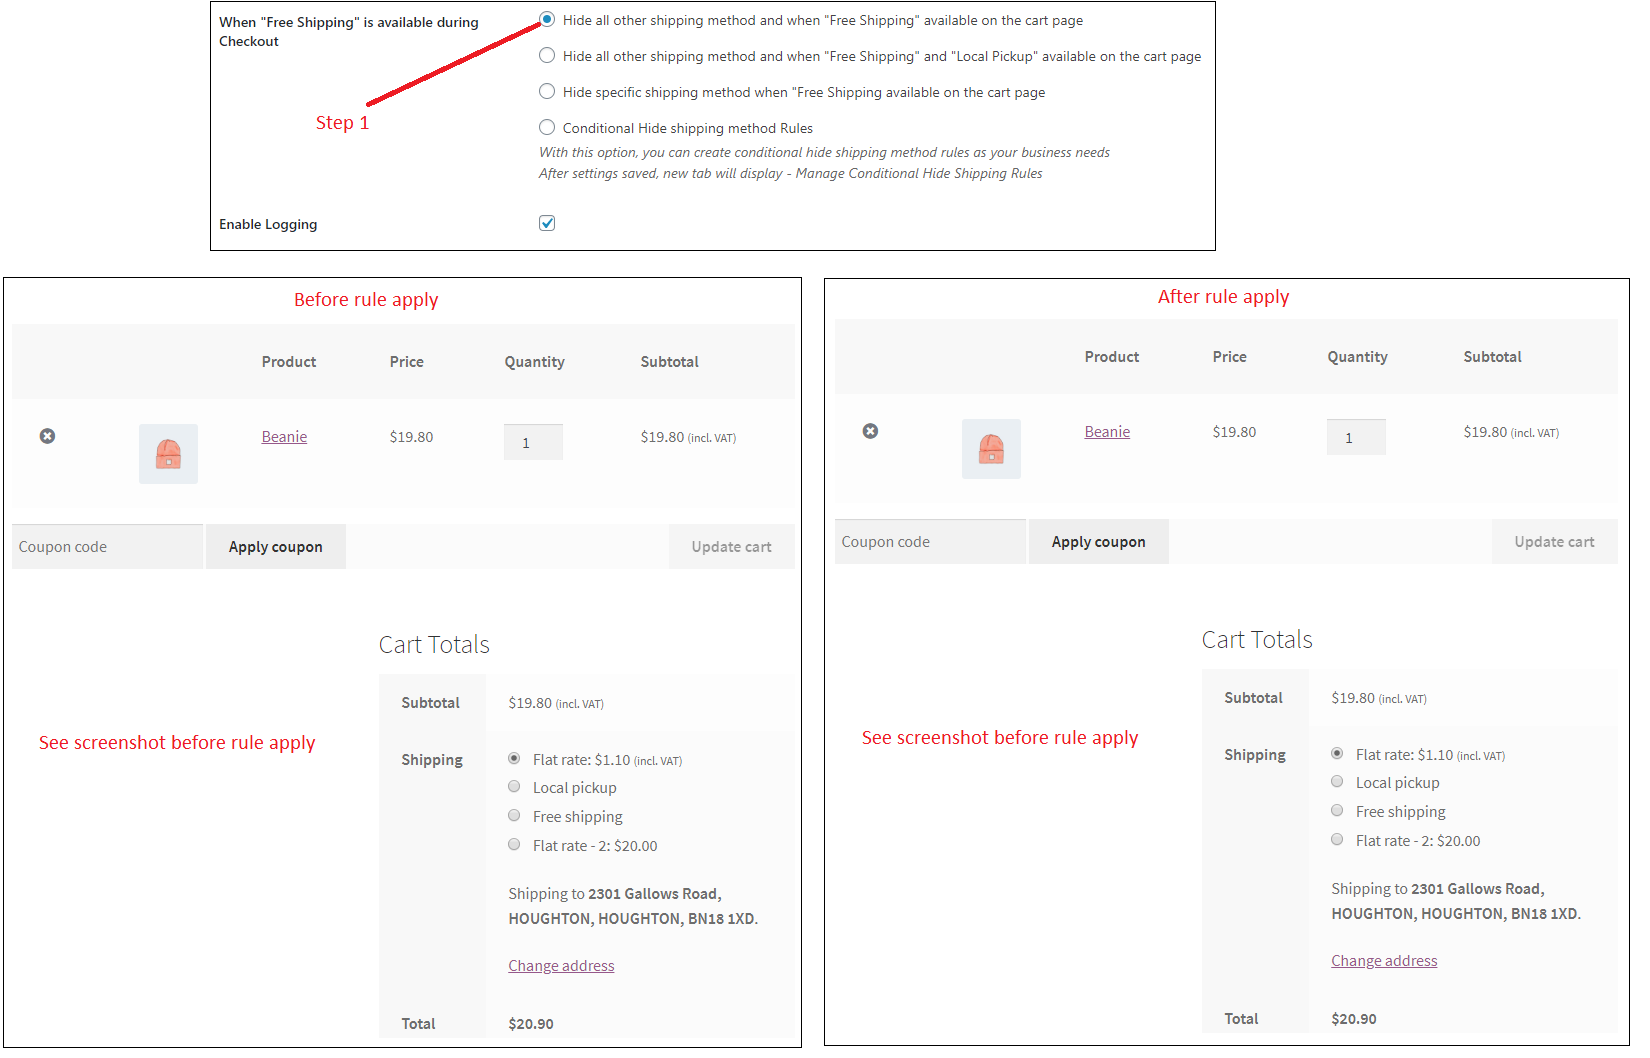 When "Free Shipping" is available during
Checkout
Hide all other shipping method and when "Free Shipping" available on the cart page
Hide all other shipping method and when "Free Shipping" and "Local Pickup" available on the cart page
Hide specific shipping method when "Free Shipping available on the cart page
Conditional Hide shipping method Rules
With this option, you can create conditional hide shipping method rules as your business needs
After settings saved, new tab will display - Manage Conditional Hide Shipping Rules
Step 1
Enable Logging
Before rule apply
Product Price Quantity Subtotal
Beanie $19.80 1 $19.80 (incl. VAT)
Coupon code Apply coupon Update cart
Cart Totals
Subtotal $19.80 (incl. VAT)
See screenshot before rule apply
Shipping Flat rate: $1.10 (incl. VAT)
Local pickup
Free shipping
Flat rate - 2: $20.00
Shipping to 2301 Gallows Road,
HOUGHTON, HOUGHTON, BN18 1XD.
Change address
Total $20.90
After rule apply
Product Price Quantity Subtotal
Beanie $19.80 1 $19.80 (incl. VAT)
Coupon code Apply coupon Update cart
Cart Totals
Subtotal $19.80 (incl. VAT)
See screenshot before rule apply
Shipping Flat rate: $1.10 (incl. VAT)
Local pickup
Free shipping
Flat rate - 2: $20.00
Shipping to 2301 Gallows Road,
HOUGHTON, HOUGHTON, BN18 1XD.
Change address
Total $20.90